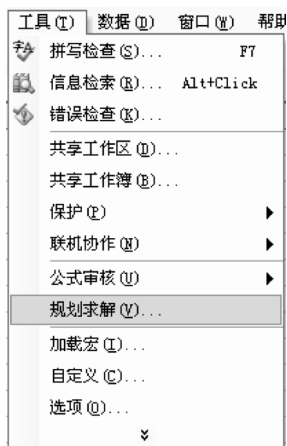 工具(T) 数据(D) 窗口(W) 帮助
拼写检查(S)... F7
信息检索(R)... Alt+Click
错误检查(K)...
共享工作区(D)...
共享工作簿(B)...
保护(P)
联机协作(N)
公式审核(U)
规划求解(V)...
加载宏(I)...
自定义(C)...
选项(O)...